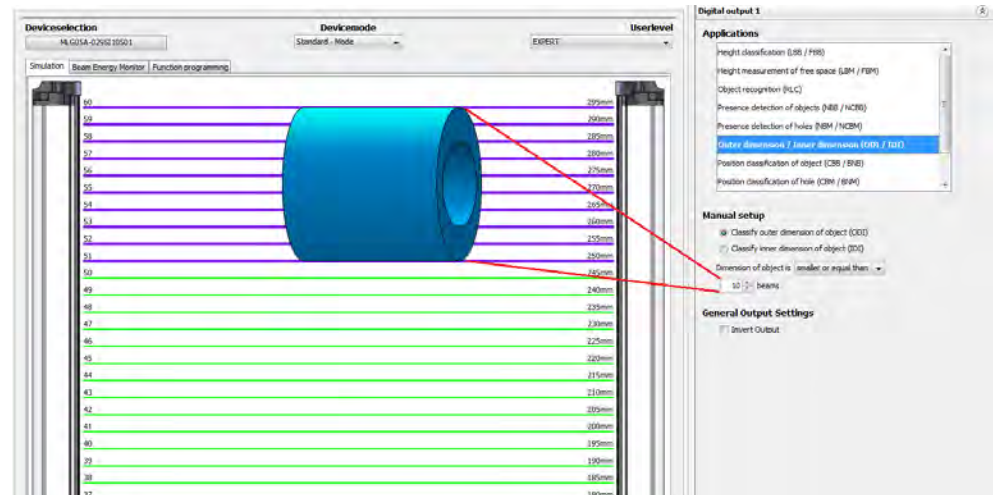 Digital output 1
Deviceselection
Devicemode
Userlevel
Standard - Mode
EXPERT
Simulation
Beam Energy Monitor
Function programming
60 295mm
59 290mm
58 285mm
57 280mm
56 275mm
55 270mm
54 265mm
53 260mm
52 255mm
51 250mm
50 245mm
49 240mm
48 235mm
47 230mm
46 225mm
45 220mm
44 215mm
43 210mm
42 205mm
41 200mm
40 195mm
39 190mm
38 185mm
37 180mm
Applications
Height classification (LBB / FBB)
Height measurement of free space (LBM / FBM)
Object recognition (RLC)
Presence detection of objects (NBB / NCBB)
Presence detection of holes (NBM / NCBM)
Outer dimension / Inner dimension (ODI / IDI)
Position classification of object (CBB / BNB)
Position classification of hole (CBM / BNM)
Manual setup
Classify outer dimension of object (ODI)
Classify inner dimension of object (IDI)
Dimension of object is smaller or equal than
10 beams
General Output Settings
Invert Output